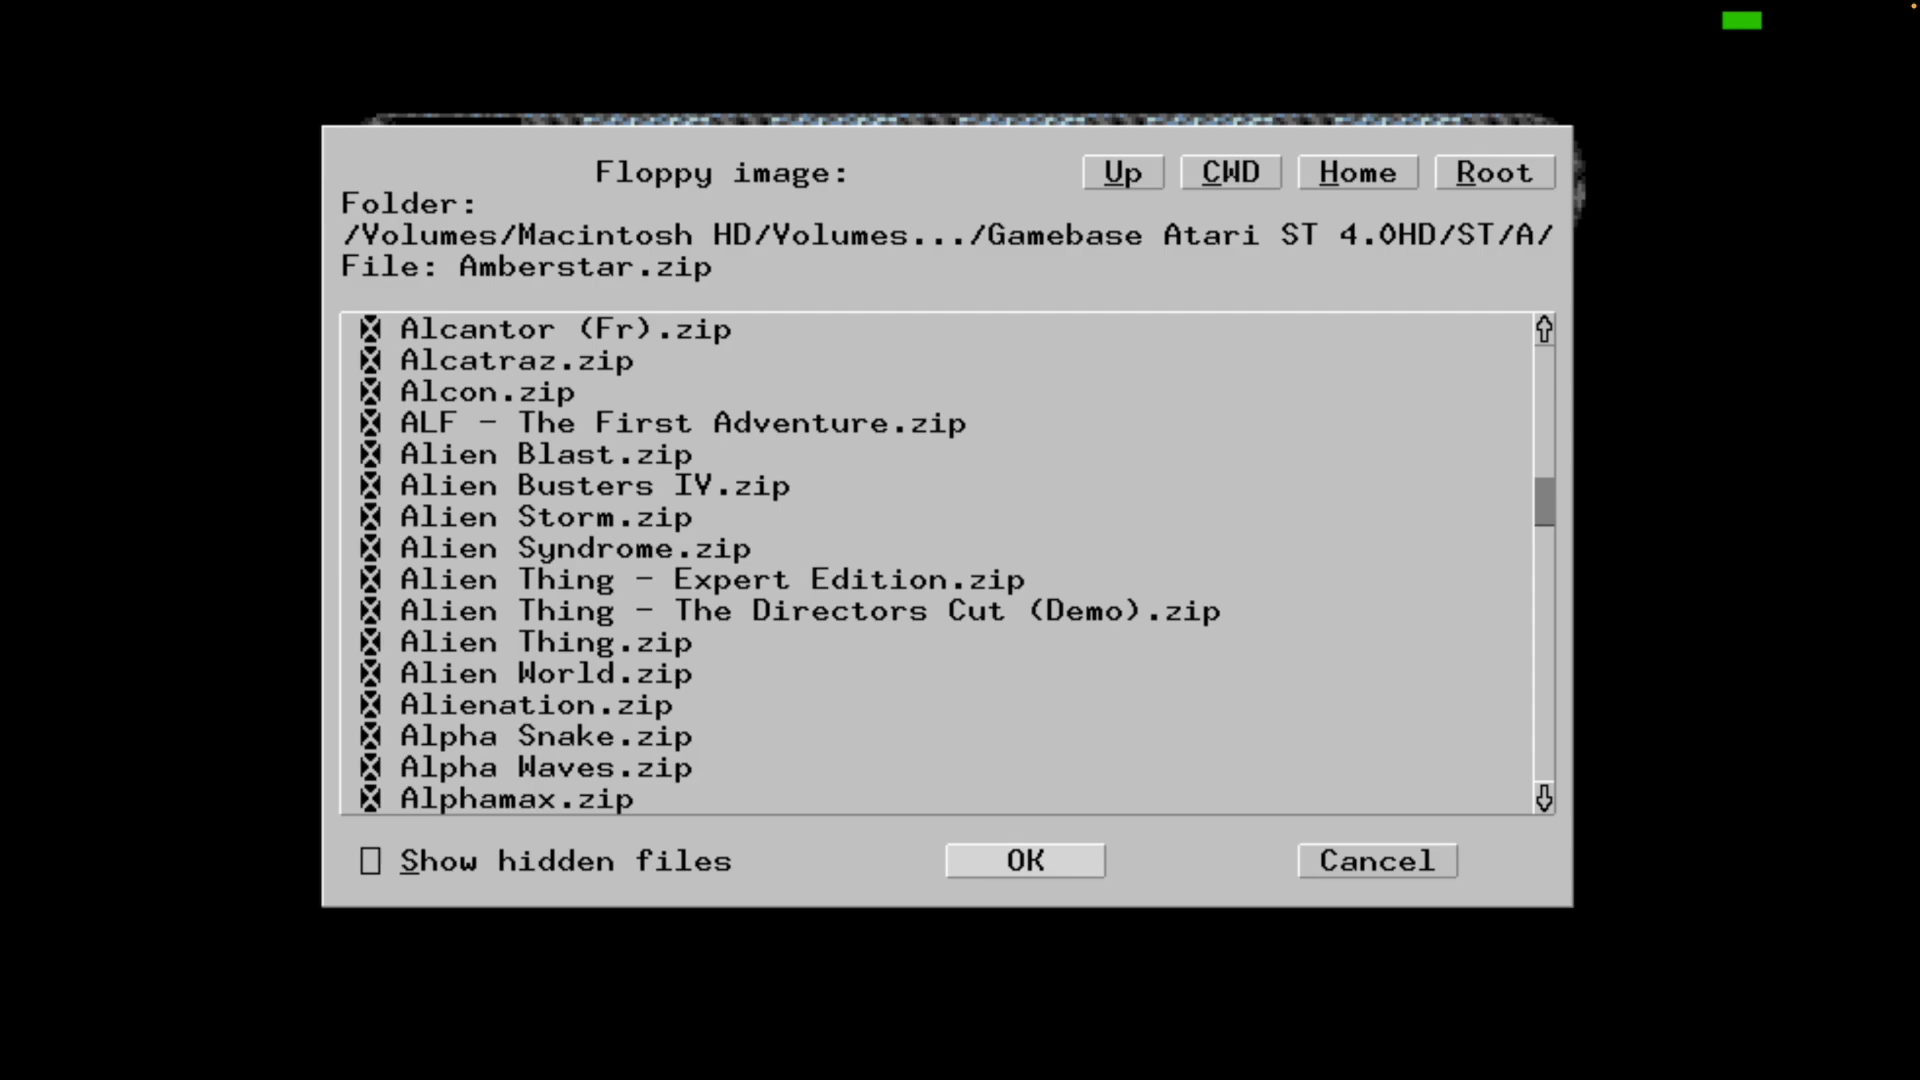 Floppy image: Up CWD Home Root
Folder:
/Volumes/Macintosh HD/Volumes.../Gamebase Atari ST 4.0HD/ST/A/
File: Amberstar.zip
Alcantor (Fr).zip
Alcatraz.zip
Alcon.zip
ALF - The First Adventure.zip
Alien Blast.zip
Alien Busters IV.zip
Alien Storm.zip
Alien Syndrome.zip
Alien Thing - Expert Edition.zip
Alien Thing - The Directors Cut (Demo).zip
Alien Thing.zip
Alien World.zip
Alienation.zip
Alpha Snake.zip
Alpha Waves.zip
Alphamax.zip
Show hidden files OK Cancel